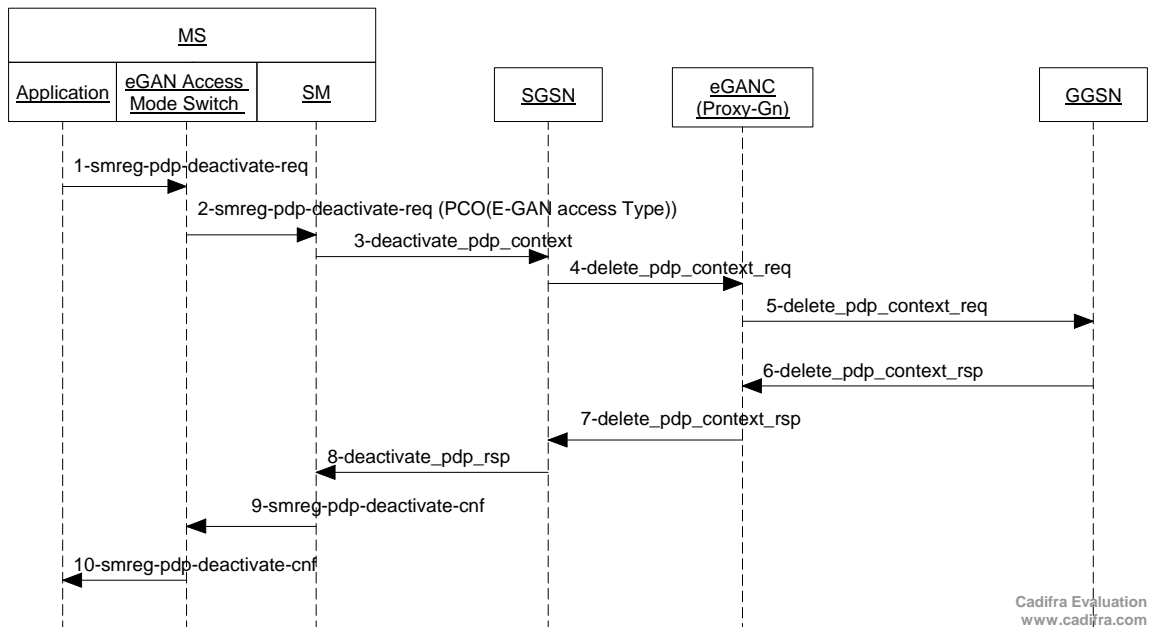 MS
Application
eGAN Access
Mode Switch
SM
SGSN
eGANC
(Proxy-Gn)
GGSN
1-smreg-pdp-deactivate-req
2-smreg-pdp-deactivate-req (PCO(E-GAN access Type))
3-deactivate_pdp_context
4-delete_pdp_context_req
5-delete_pdp_context_req
6-delete_pdp_context_rsp
7-delete_pdp_context_rsp
8-deactivate_pdp_rsp
9-smreg-pdp-deactivate-cnf
10-smreg-pdp-deactivate-cnf
Cadifra Evaluation
www.cadifra.com